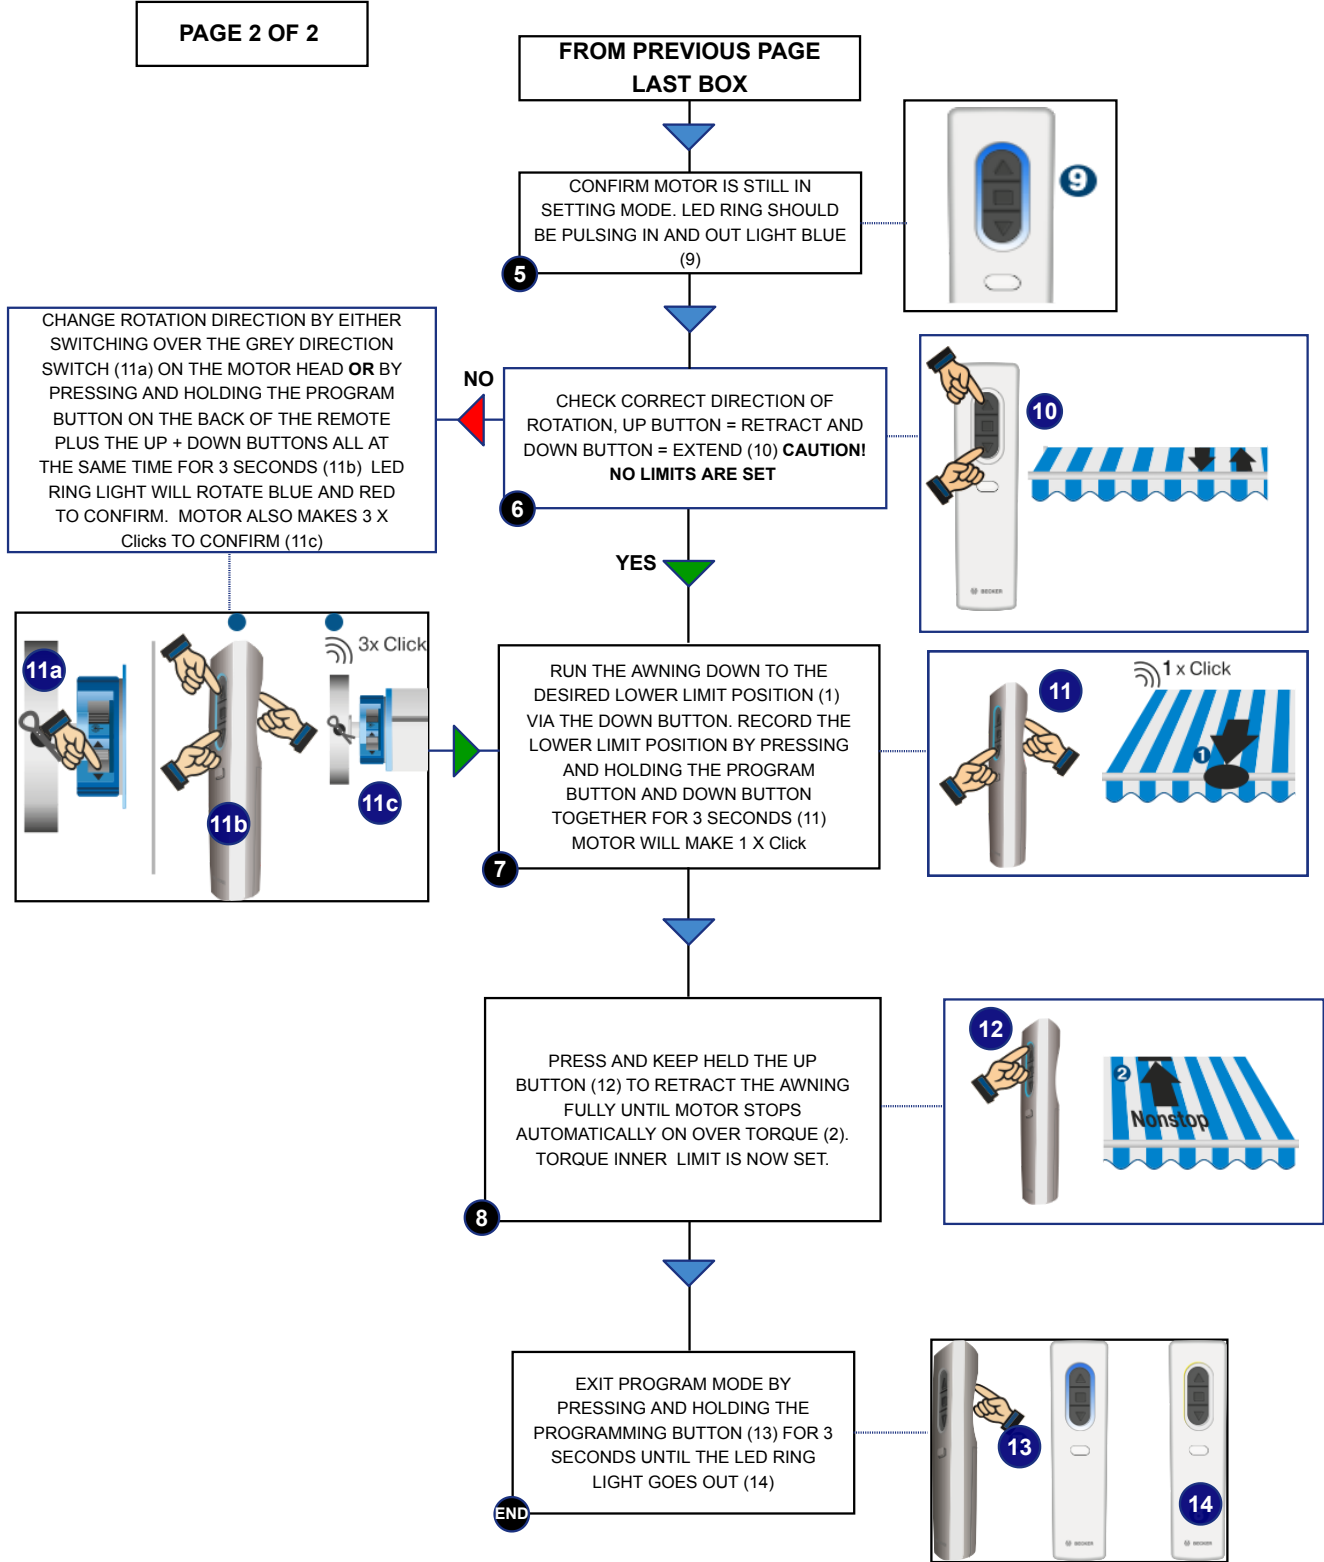 PAGE 2 OF 2
FROM PREVIOUS PAGE
LAST BOX
CONFIRM MOTOR IS STILL IN
SETTING MODE. LED RING SHOULD
BE PULSING IN AND OUT LIGHT BLUE
(9)
5
9
CHANGE ROTATION DIRECTION BY EITHER
SWITCHING OVER THE GREY DIRECTION
SWITCH (11a) ON THE MOTOR HEAD OR BY
PRESSING AND HOLDING THE PROGRAM
BUTTON ON THE BACK OF THE REMOTE
PLUS THE UP + DOWN BUTTONS ALL AT
THE SAME TIME FOR 3 SECONDS (11b) LED
RING LIGHT WILL ROTATE BLUE AND RED
TO CONFIRM. MOTOR ALSO MAKES 3 X
Clicks TO CONFIRM (11c)
NO
CHECK CORRECT DIRECTION OF
ROTATION, UP BUTTON = RETRACT AND
DOWN BUTTON = EXTEND (10) CAUTION!
NO LIMITS ARE SET
6
10
BECKER
YES
11a
11b
3x Click
11c
RUN THE AWNING DOWN TO THE
DESIRED LOWER LIMIT POSITION (1)
VIA THE DOWN BUTTON. RECORD THE
LOWER LIMIT POSITION BY PRESSING
AND HOLDING THE PROGRAM
BUTTON AND DOWN BUTTON
TOGETHER FOR 3 SECONDS (11)
MOTOR WILL MAKE 1 X Click
7
11
1 x Click
1
PRESS AND KEEP HELD THE UP
BUTTON (12) TO RETRACT THE AWNING
FULLY UNTIL MOTOR STOPS
AUTOMATICALLY ON OVER TORQUE (2).
TORQUE INNER LIMIT IS NOW SET.
8
12
2
Nonstop
EXIT PROGRAM MODE BY
PRESSING AND HOLDING THE
PROGRAMMING BUTTON (13) FOR 3
SECONDS UNTIL THE LED RING
LIGHT GOES OUT (14)
END
13
BECKER
14
BECKER